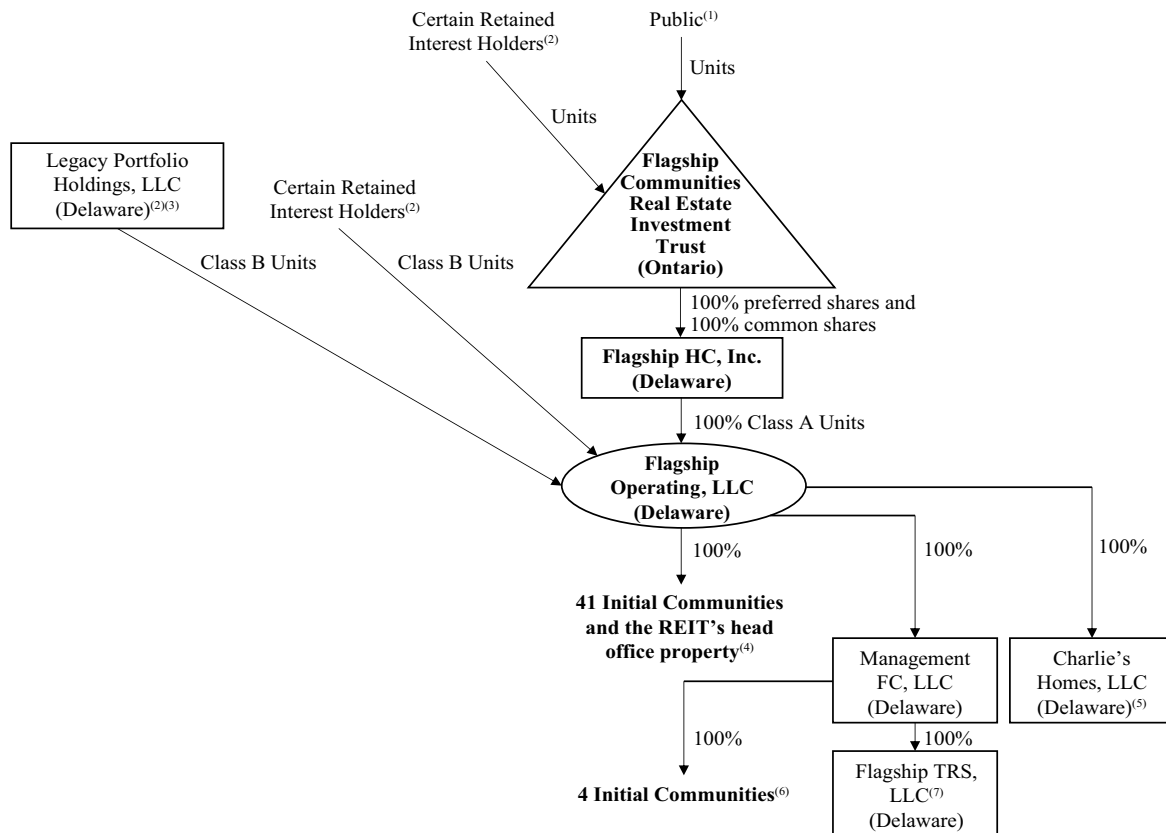 Certain Retained
Interest Holders(2)
Public(1)
Units
Units
Legacy Portfolio
Holdings, LLC
(Delaware)(2)(3)
Certain Retained
Interest Holders(2)
Flagship
Communities
Real Estate
Investment
Trust
(Ontario)
Class B Units
Class B Units
100% preferred shares and
100% common shares
Flagship HC, Inc.
(Delaware)
100% Class A Units
Flagship
Operating, LLC
(Delaware)
100%
100%
100%
41 Initial Communities
and the REIT’s head
office property(4)
Management
FC, LLC
(Delaware)
Charlie’s
Homes, LLC
(Delaware)(5)
100%
100%
4 Initial Communities(6)
Flagship TRS,
LLC(7)
(Delaware)